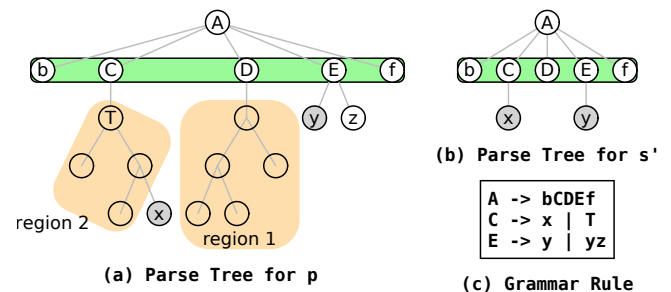 A
b C D E f
T y z
x
region 2
region 1
(a) Parse Tree for p
A
b C D E f
x y
(b) Parse Tree for s'
A -> bCDEf
C -> x | T
E -> y | yz
(c) Grammar Rule